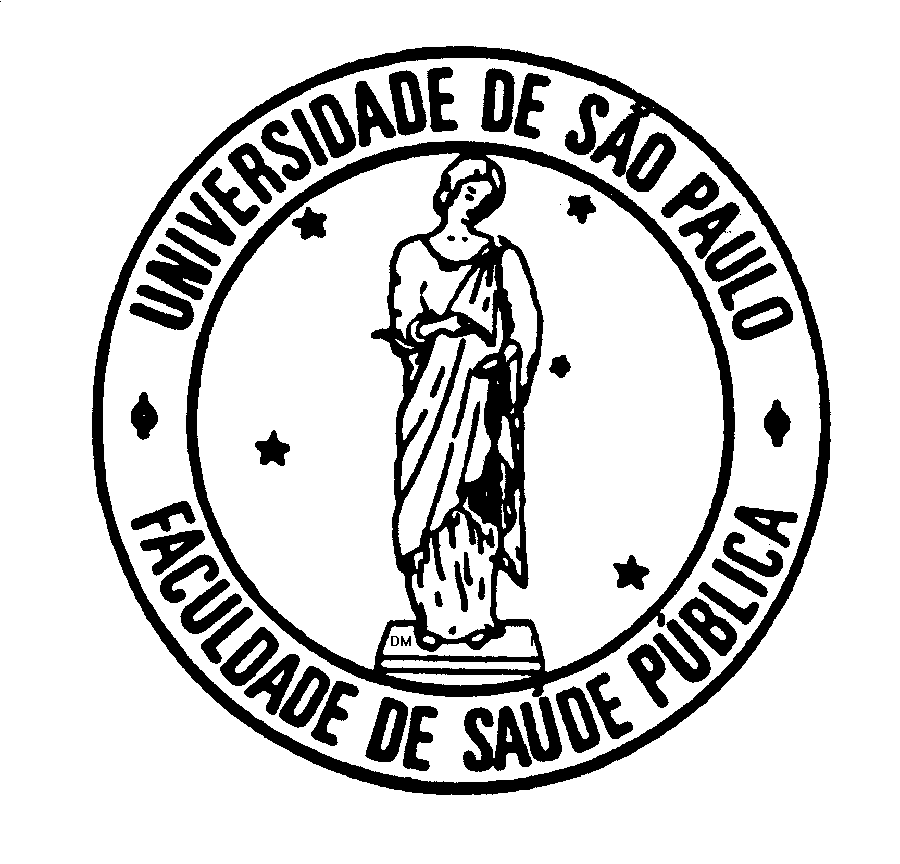 UNIVERSIDADE DE SÃO PAULO
DM
FACULDADE DE SAÚDE PÚBLICA